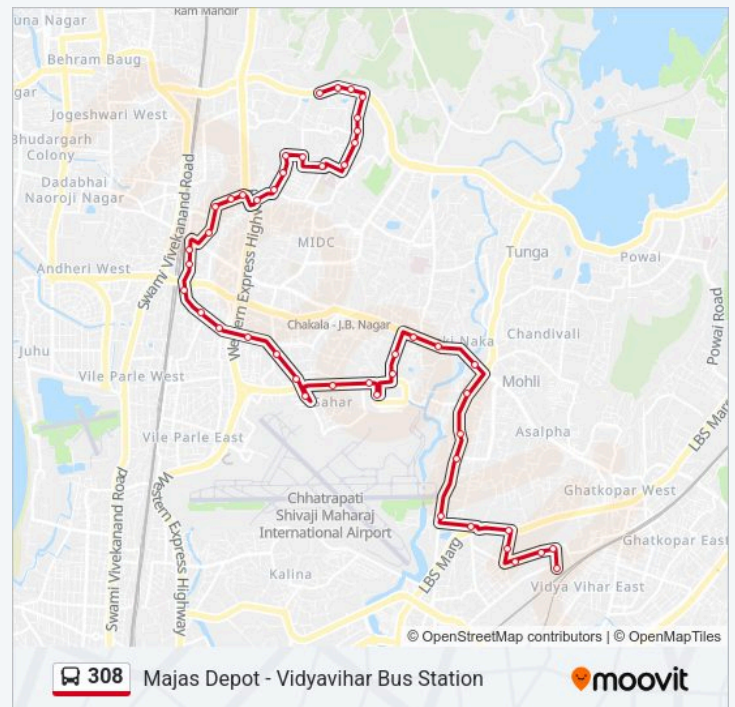 Ram Mandir
una Nagar
Behram Baug
gar
Jogeshwari West
Bhudargarh
Colony
Dadabhai
Naoroji Nagar
Swami Vivekanand Road
MIDC
Western Express Highw
Tunga
Powai
Andheri West
Chakala - J.B. Nagar
ki Naka
Chandivali
Powai Road
Juhu
Vile Parle West
Mohli
Sahar
Asalpha
LBS Marg
Vile Parle East
Western Express Highway
Swami Vivekanand Road
Chhatrapati
Shivaji Maharaj
International Airport
Ghatkopar West
Ghatkopar East
LBS Marg
Kalina
Vidya Vihar East
© OpenStreetMap contributors | © OpenMapTiles
308 Majas Depot - Vidyavihar Bus Station
moovit